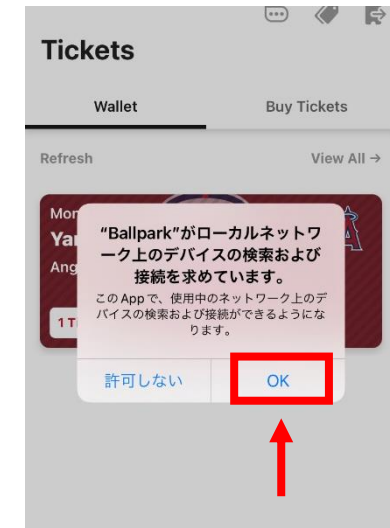 Tickets
Wallet
Buy Tickets
Refresh
View All →
Mon
Ya
Ang
1 T
“Ballpark”がローカルネットワ
ーク上のデバイスの検索および
接続を求めています。
このAppで、使用中のネットワーク上のデ
バイスの検索および接続ができるようにな
ります。
許可しない
OK